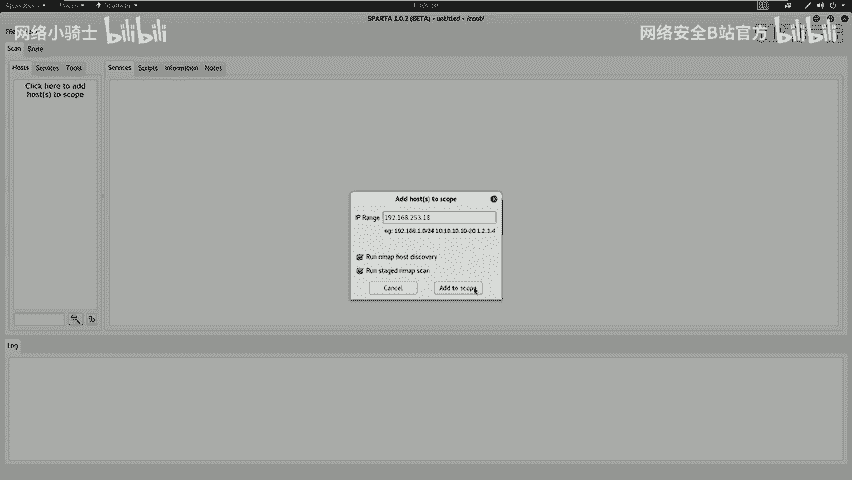 SPARTA 1.0.2 (BETA) - untitled - /root/
网络小骑士 bilibili
网络安全B站官方 bilibili
Scan
Hosts Services Tools
Services Scripts Information Notes
Click here to add
host(s) to scope
Add host(s) to scope
IP Range 192.168.253.18
eg: 192.168.1.0/24 10.10.10.10-20 1.2.3.4
Run nmap host discovery
Run staged nmap scan
Cancel Add to scope
Log